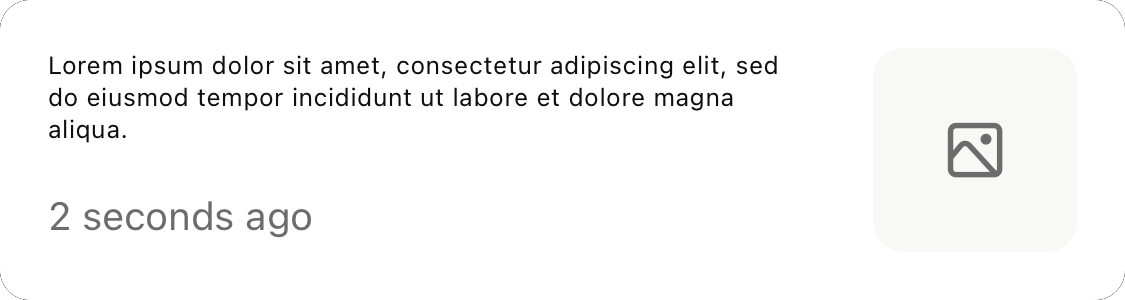 Lorem ipsum dolor sit amet, consectetur adipiscing elit, sed
do eiusmod tempor incididunt ut labore et dolore magna
aliqua.
2 seconds ago